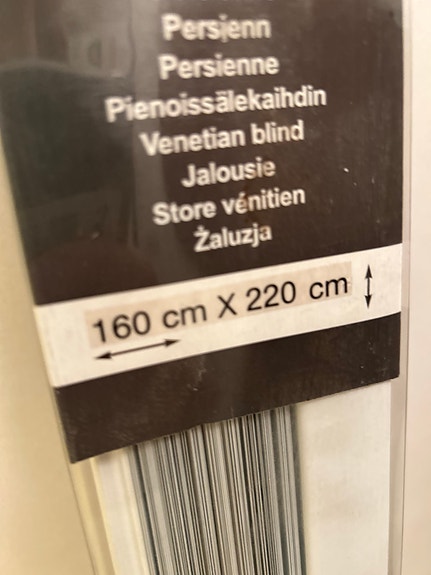 Persienn
Persienne
Pienoissälekaihdin
Venetian blind
Jalousie
Store vénitien
Żaluzja
160 cm X 220 cm